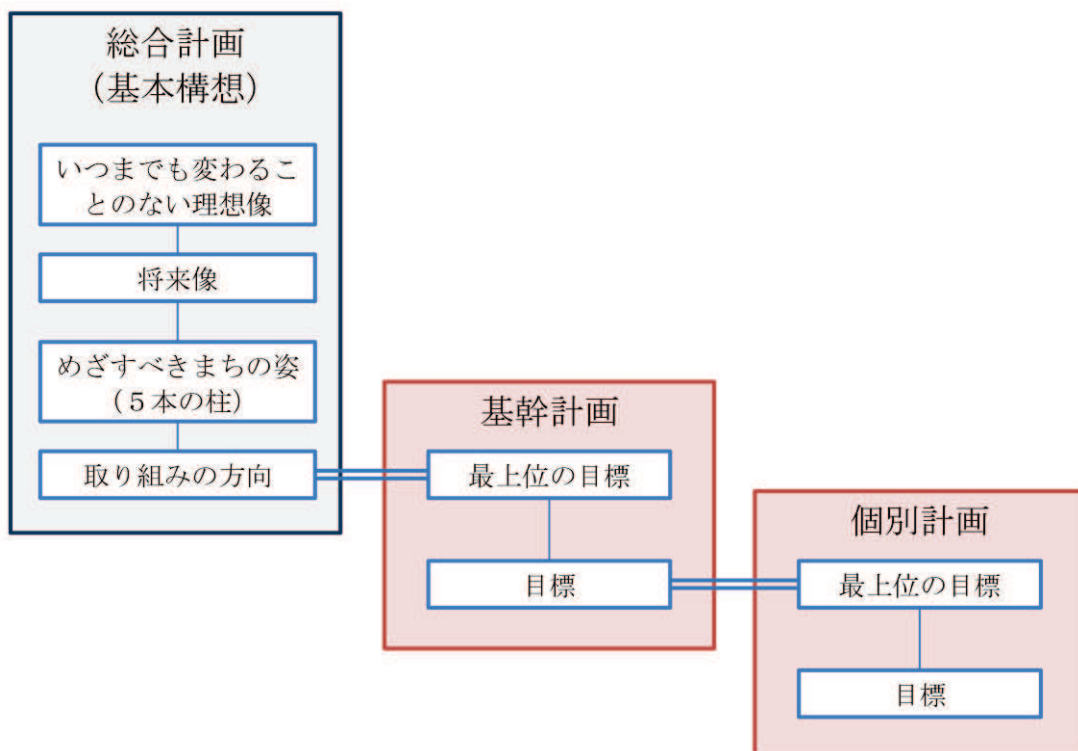 総合計画
（基本構想）
いつまでも変わるこ
とのない理想像
将来像
めざすべきまちの姿
（５本の柱）
取り組みの方向
基幹計画
最上位の目標
目標
個別計画
最上位の目標
目標